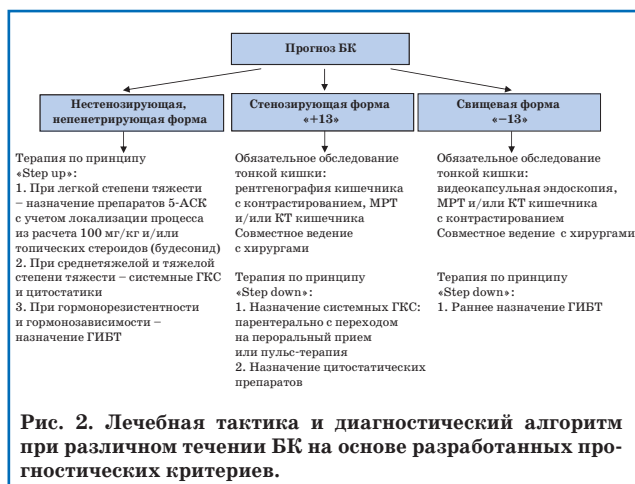 Прогноз БК
Нестенозирующая,
непенетрирующая форма
Стенозирующая форма
«+13»
Свищевая форма
«−13»
Терапия по принципу
«Step up»:
1. При легкой степени тяжести
– назначение препаратов 5-АСК
с учетом локализации процесса
из расчета 100 мг/кг и/или
топических стероидов (будесонид)
2. При среднетяжелой и тяжелой
степени тяжести – системные ГКС
и цитостатики
3. При гормонорезистентности
и гормонозависимости –
назначение ГИБТ
Обязательное обследование
тонкой кишки:
рентгенография кишечника
с контрастированием, МРТ
и/или КТ кишечника
Совместное ведение
с хирургами
Терапия по принципу
«Step down»:
1. Назначение системных ГКС:
парентерально с переходом
на пероральный прием
или пульс-терапия
2. Назначение цитостатических
препаратов
Обязательное обследование
тонкой кишки:
видеокапсульная эндоскопия,
МРТ и/или КТ кишечника
с контрастированием
Совместное ведение с хирургами
Терапия по принципу
«Step down»:
1. Раннее назначение ГИБТ
Рис. 2. Лечебная тактика и диагностический алгоритм
при различном течении БК на основе разработанных про-
гностических критериев.